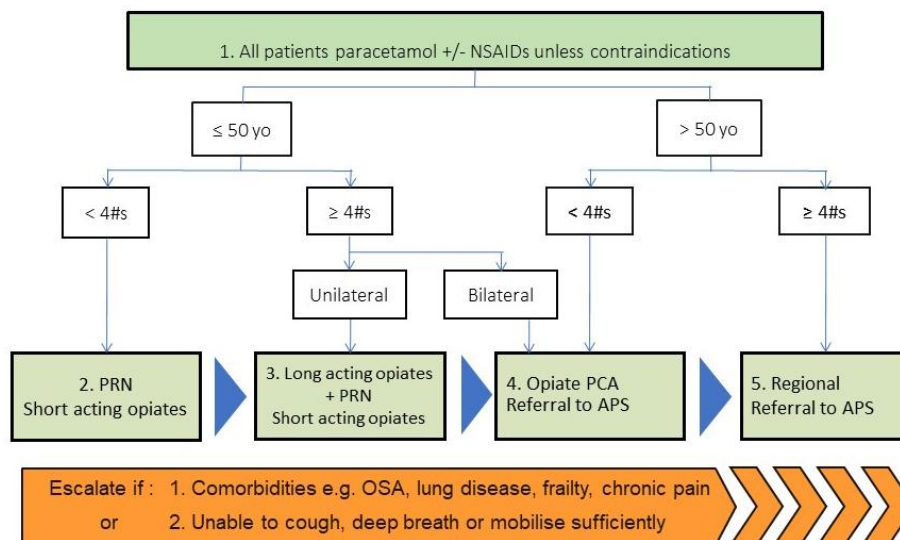 1. All patients paracetamol +/- NSAIDs unless contraindications
≤ 50 yo
> 50 yo
< 4#s
≥ 4#s
< 4#s
≥ 4#s
Unilateral
Bilateral
2. PRN
Short acting opiates
3. Long acting opiates
+ PRN
Short acting opiates
4. Opiate PCA
Referral to APS
5. Regional
Referral to APS
Escalate if : 1. Comorbidities e.g. OSA, lung disease, frailty, chronic pain
or 2. Unable to cough, deep breath or mobilise sufficiently